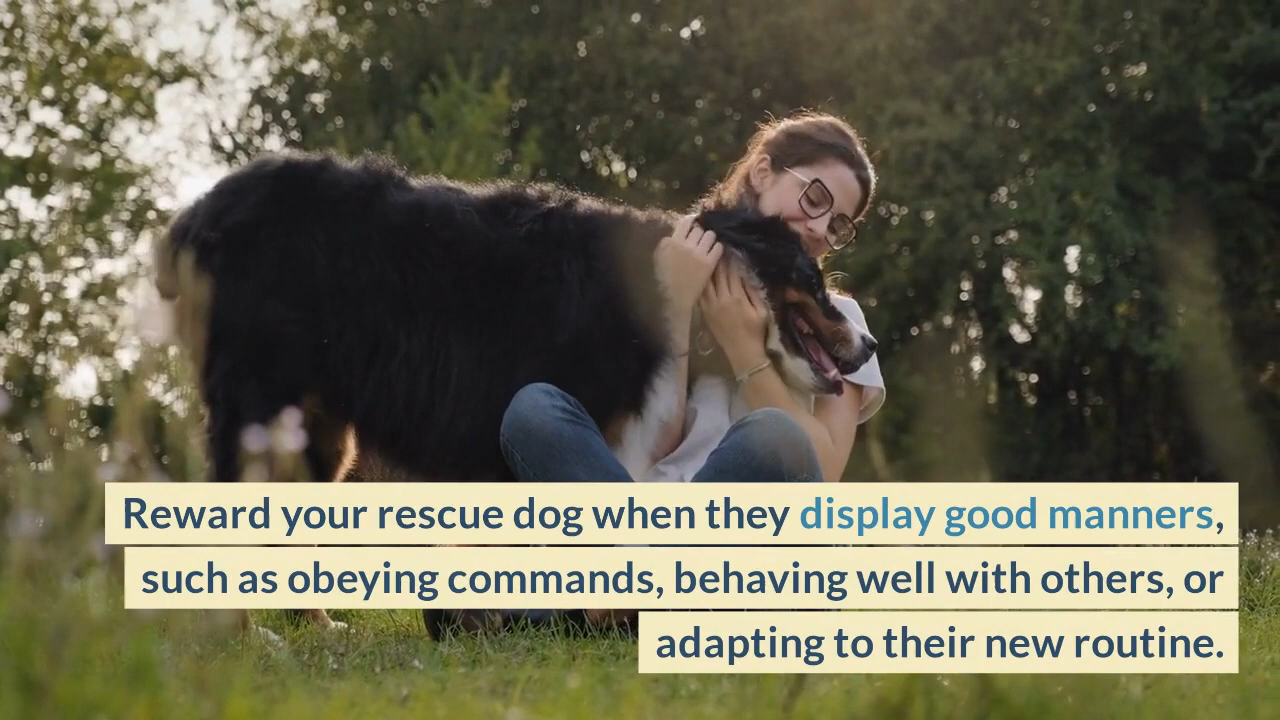 Reward your rescue dog when they display good manners,
such as obeying commands, behaving well with others, or
adapting to their new routine.